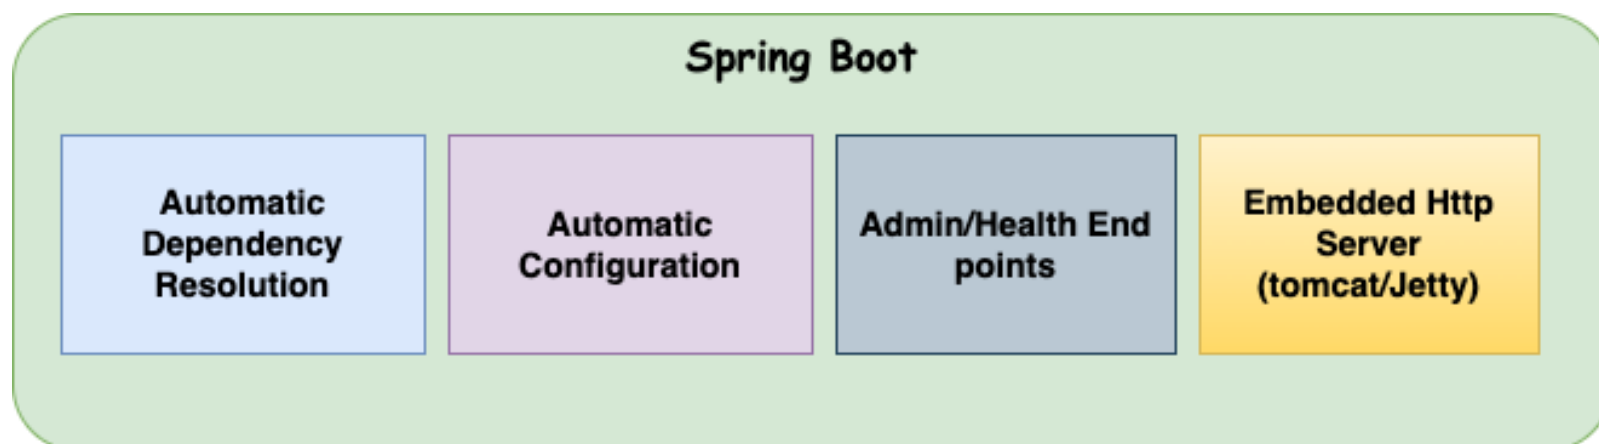 Spring Boot
Automatic
Dependency
Resolution
Automatic
Configuration
Admin/Health End
points
Embedded Http
Server
(tomcat/Jetty)